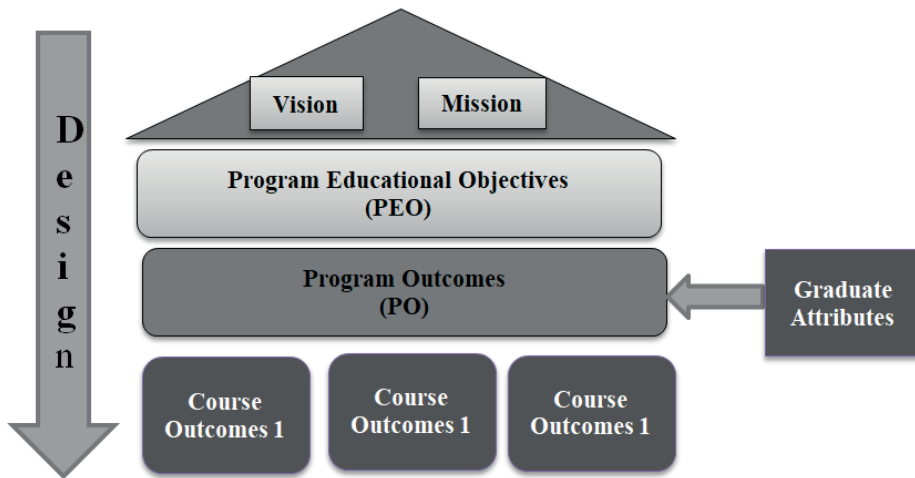 Design
Vision
Mission
Program Educational Objectives
(PEO)
Program Outcomes
(PO)
Graduate
Attributes
Course
Outcomes 1
Course
Outcomes 1
Course
Outcomes 1